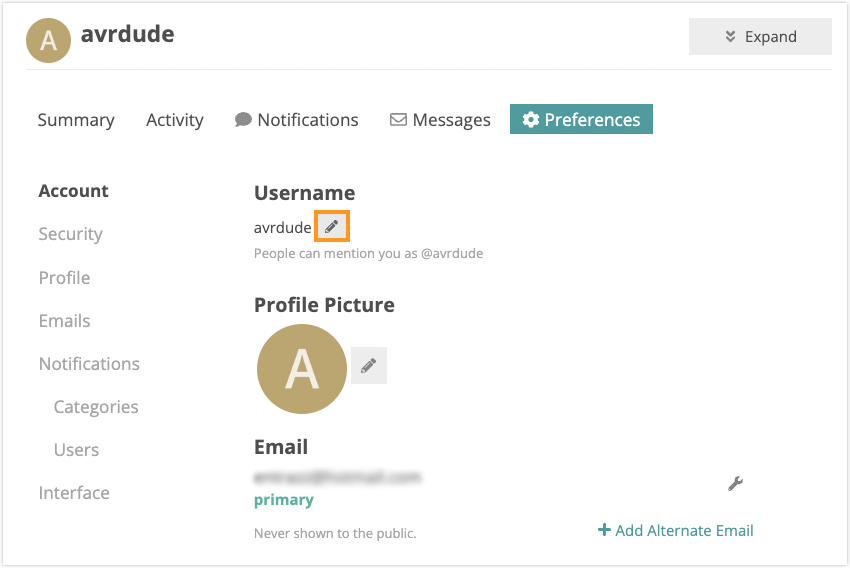 A
avrdude
Expand
Summary
Activity
Notifications
Messages
Preferences
Account
Security
Profile
Emails
Notifications
Categories
Users
Interface
Username
avrdude
People can mention you as @avrdude
Profile Picture
A
Email
primary
Never shown to the public.
Add Alternate Email